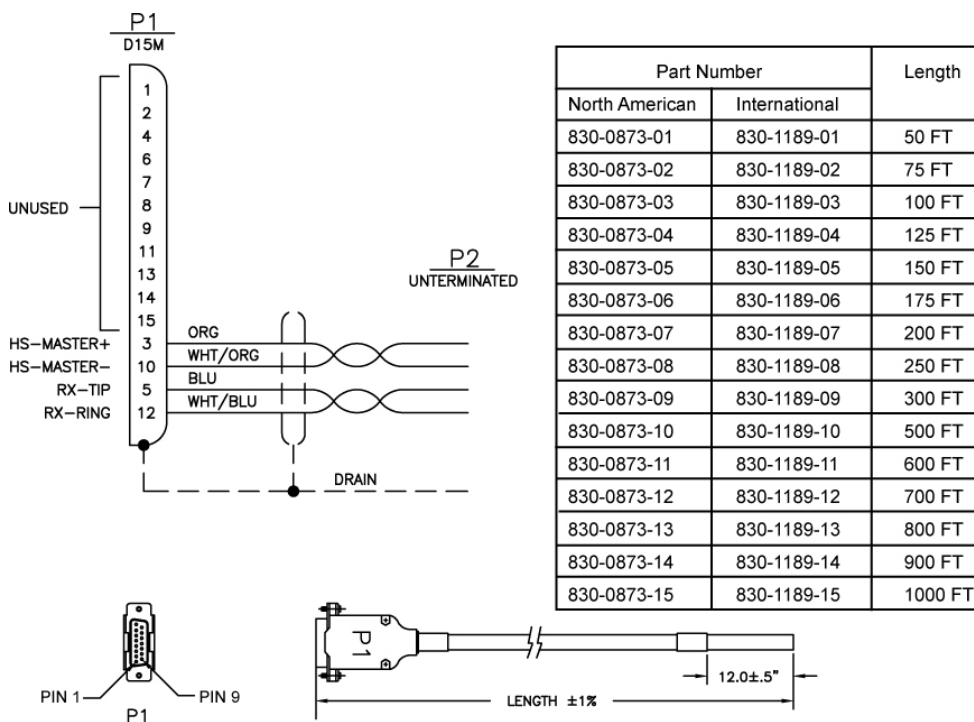 P1
D15M
1
2
4
6
7
8
9
11
13
14
15
3
10
5
12
UNUSED
HS-MASTER+
HS-MASTER-
RX-TIP
RX-RING
ORG
WHT/ORG
BLU
WHT/BLU
DRAIN
P2
UNTERMINATED
Part Number Length
North American International
830-0873-01 830-1189-01 50 FT
830-0873-02 830-1189-02 75 FT
830-0873-03 830-1189-03 100 FT
830-0873-04 830-1189-04 125 FT
830-0873-05 830-1189-05 150 FT
830-0873-06 830-1189-06 175 FT
830-0873-07 830-1189-07 200 FT
830-0873-08 830-1189-08 250 FT
830-0873-09 830-1189-09 300 FT
830-0873-10 830-1189-10 500 FT
830-0873-11 830-1189-11 600 FT
830-0873-12 830-1189-12 700 FT
830-0873-13 830-1189-13 800 FT
830-0873-14 830-1189-14 900 FT
830-0873-15 830-1189-15 1000 FT
PIN 1
PIN 9
P1
P1
12.0±.5"
LENGTH ±1%